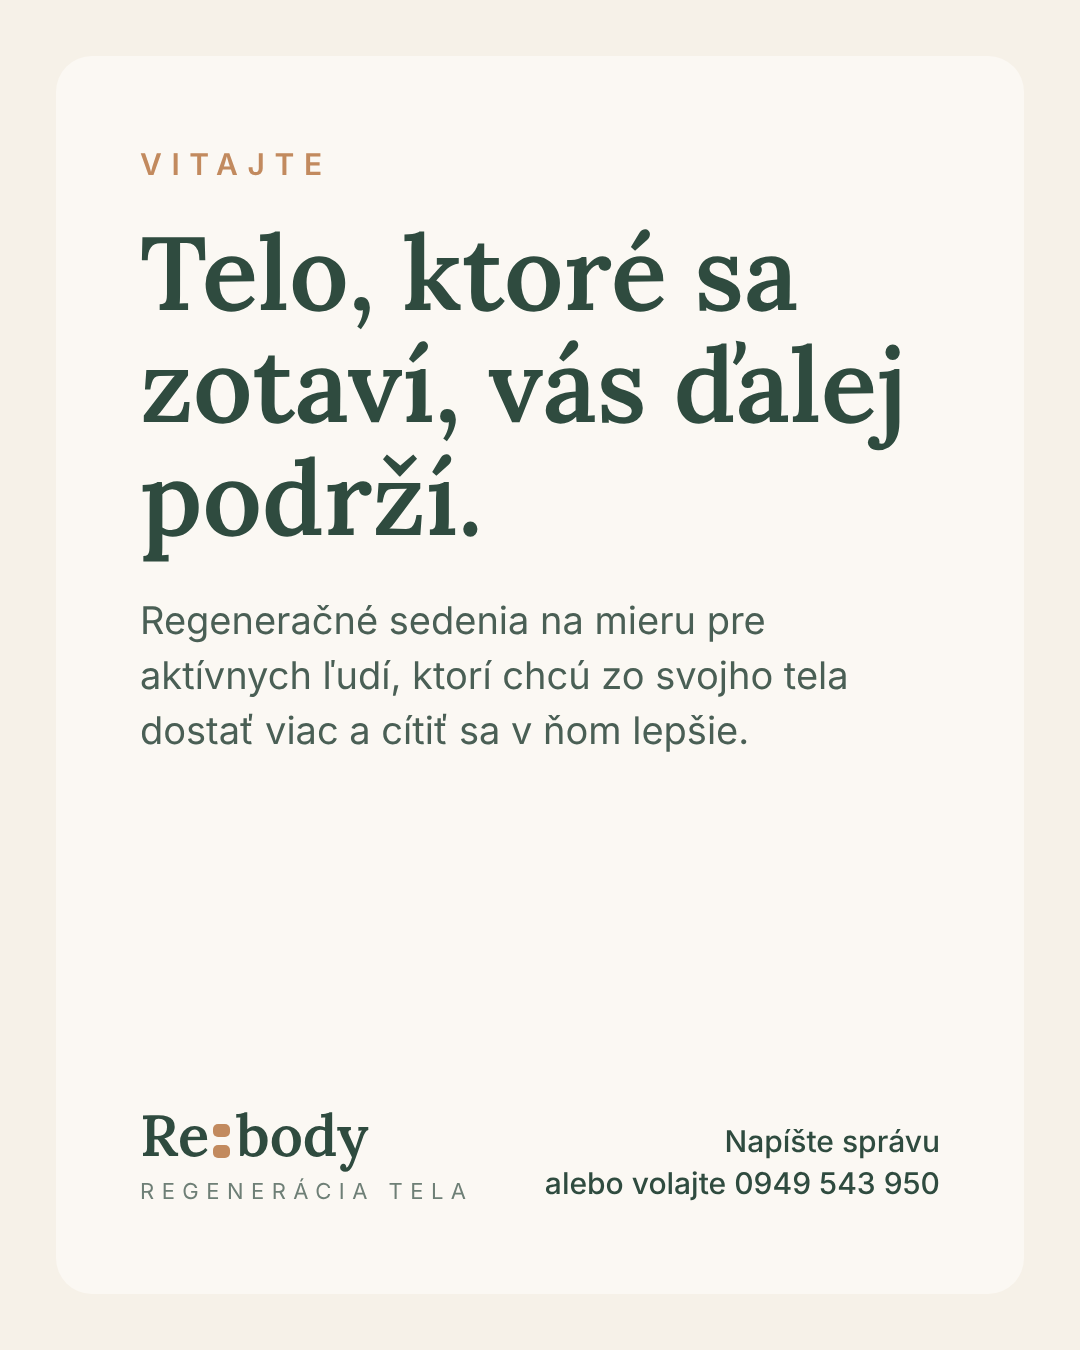 VITAJTE
Telo, ktoré sa
zotaví, vás ďalej
podrží.
Regeneračné sedenia na mieru pre
aktívnych ľudí, ktorí chcú zo svojho tela
dostať viac a cítiť sa v ňom lepšie.
Re:body
REGENERÁCIA TELA
Napíšte správu
alebo volajte 0949 543 950